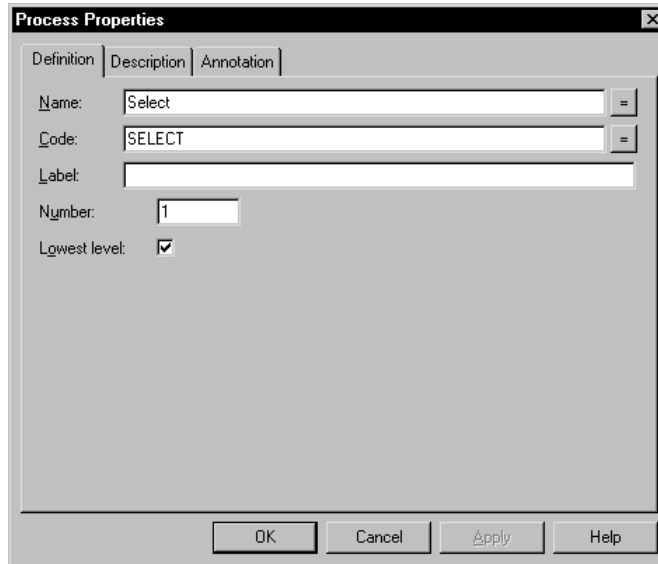 Process Properties
Definition Description Annotation
Name: Select =
Code: SELECT =
Label:
Number: 1
Lowest level:
OK Cancel Apply Help